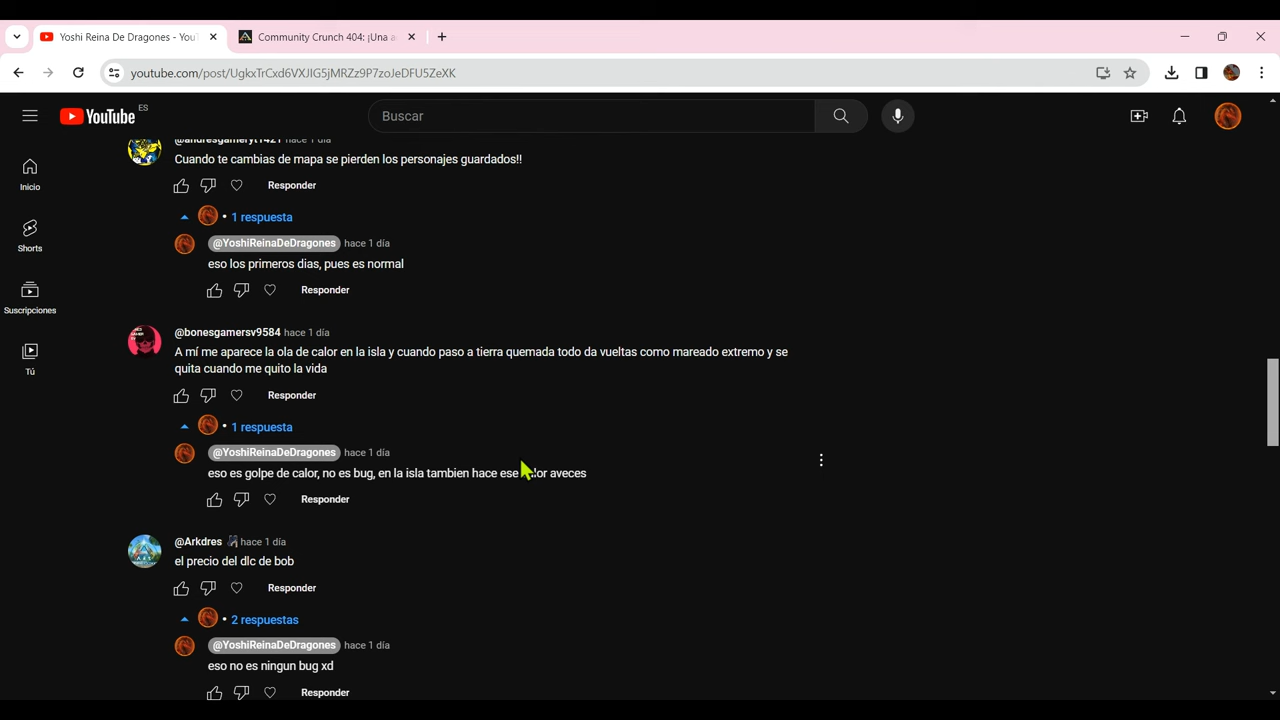 Yoshi Reina De Dragones - You
Community Crunch 404: ¡Una a
youtube.com/post/UgkxTrCxd6VXJIG5jMRZz9P7zoJeDFU5ZeXK
YouTube ES
Buscar
Inicio
Shorts
Suscripciones
Tú
@andresgameryt1421 hace 1 día
Cuando te cambias de mapa se pierden los personajes guardados!!
Responder
• 1 respuesta
@YoshiReinaDeDragones hace 1 día
eso los primeros dias, pues es normal
Responder
@bonesgamersv9584 hace 1 día
A mí me aparece la ola de calor en la isla y cuando paso a tierra quemada todo da vueltas como mareado extremo y se
quita cuando me quito la vida
Responder
• 1 respuesta
@YoshiReinaDeDragones hace 1 día
eso es golpe de calor, no es bug, en la isla tambien hace ese aveces
Responder
@Arkdres hace 1 día
el precio del dlc de bob
Responder
• 2 respuestas
@YoshiReinaDeDragones hace 1 día
eso no es ningun bug xd
Responder